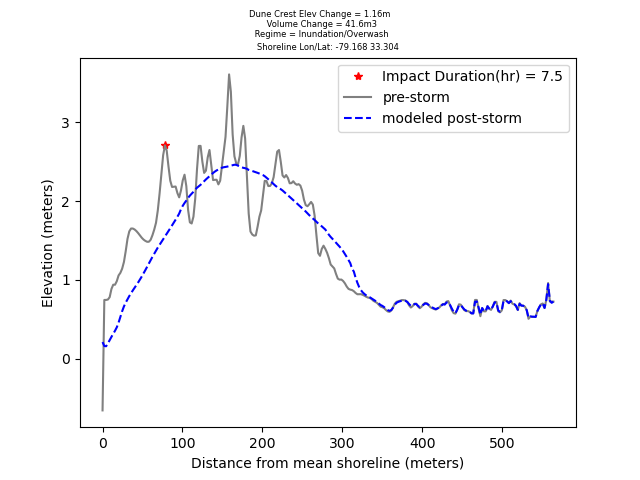 Dune Crest Elev Change = 1.16m
Volume Change = 41.6m3
Regime = Inundation/Overwash
Shoreline Lon/Lat: -79.168 33.304
Impact Duration(hr) = 7.5
pre-storm
modeled post-storm
Elevation (meters)
3
2
1
0
0 100 200 300 400 500
Distance from mean shoreline (meters)